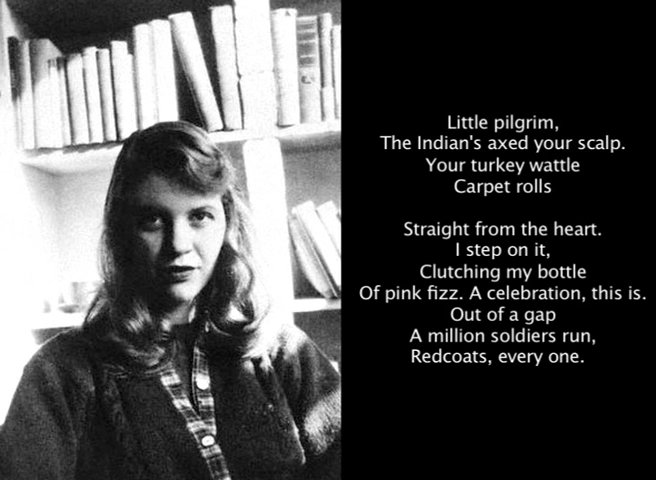 Little pilgrim,
The Indian's axed your scalp.
Your turkey wattle
Carpet rolls
Straight from the heart.
I step on it,
Clutching my bottle
Of pink fizz. A celebration, this is.
Out of a gap
A million soldiers run,
Redcoats, every one.